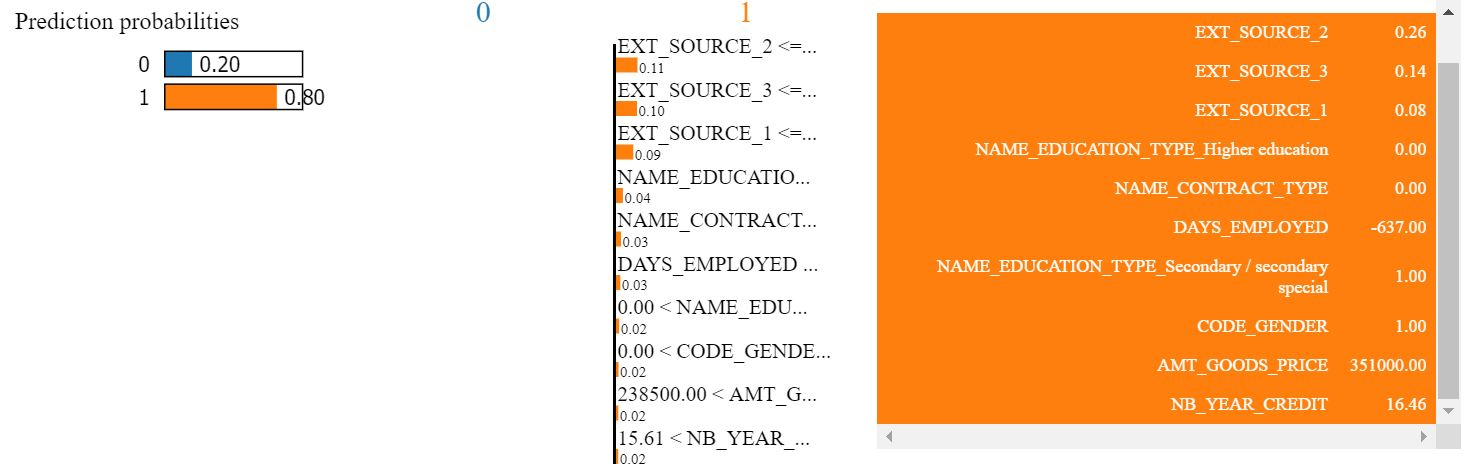 Prediction probabilities
0 0.20
1 0.80
0 1
EXT_SOURCE_2 <=...
0.11
EXT_SOURCE_3 <=...
0.10
EXT_SOURCE_1 <=...
0.09
NAME_EDUCATIO...
0.04
NAME_CONTRACT...
0.03
DAYS_EMPLOYED ...
0.03
0.00 < NAME_EDU...
0.02
0.00 < CODE_GENDE...
0.02
238500.00 < AMT_G...
0.02
15.61 < NB_YEAR_...
0.02
EXT_SOURCE_2 0.26
EXT_SOURCE_3 0.14
EXT_SOURCE_1 0.08
NAME_EDUCATION_TYPE_Higher education 0.00
NAME_CONTRACT_TYPE 0.00
DAYS_EMPLOYED -637.00
NAME_EDUCATION_TYPE_Secondary / secondary
special 1.00
CODE_GENDER 1.00
AMT_GOODS_PRICE 351000.00
NB_YEAR_CREDIT 16.46